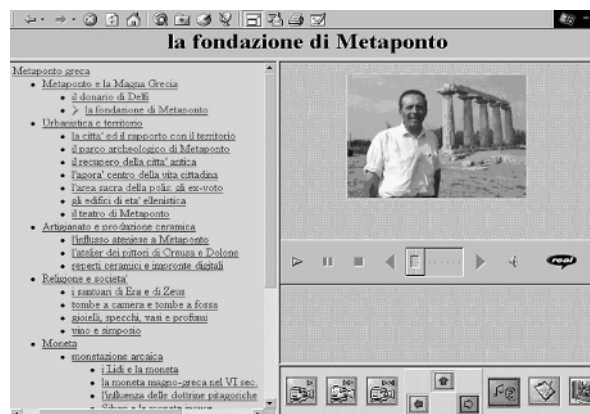 la fondazione di Metaponto
Metaponto greca
Metaponto e la Magna Grecia
il donario di Delfi
la fondazione di Metaponto
Urbanistica e territorio
la citta' ed il rapporto con il territorio
il parco archeologico di Metaponto
il recupero della citta' antica
l'agora' centro della vita cittadina
l'area sacra della polis: gli ex-voto
gli edifici di eta' ellenistica
il teatro di Metaponto
Artigianato e produzione ceramica
l'influsso ateniese a Metaponto
l'atelier dei pittori di Creusa e Dolone
reperti ceramici e impronte digitali
Religione e societa'
i santuari di Era e di Zeus
tombe a camera e tombe a fossa
gioielli, specchi, vasi e profumi
vino e simposio
Moneta
monetazione arcaica
i Lidi e la moneta
la moneta magno-greca nel VI sec.
l'influenza delle dottrine pitagoriche
Sibari e la moneta
real